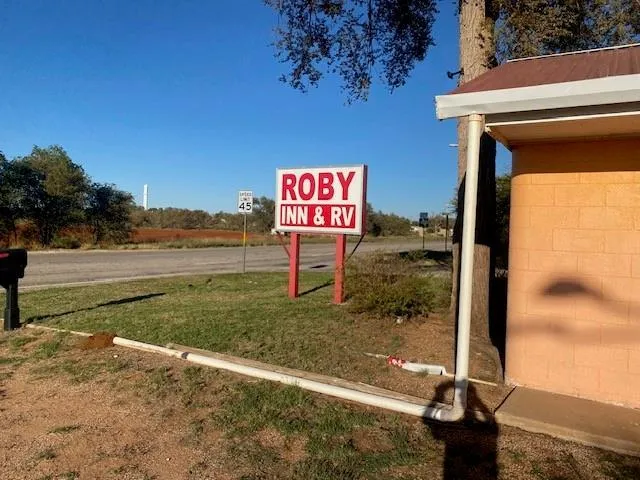 ROBY
INN & RV
SPEED
LIMIT
45